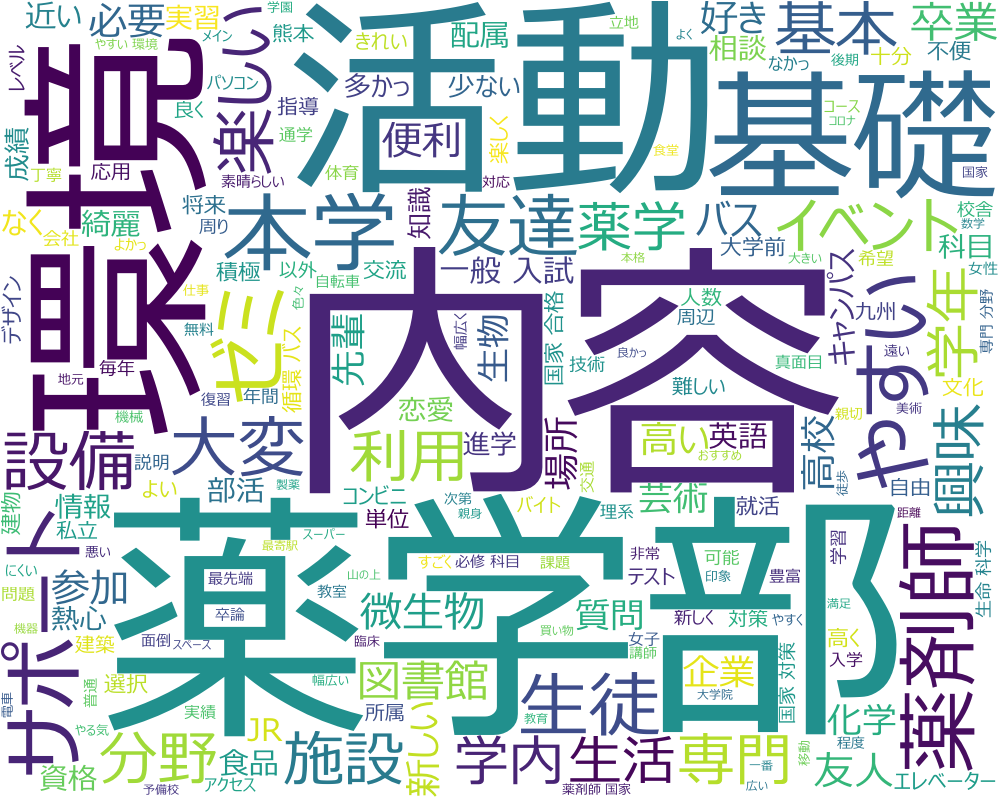 近い
やすい 環境
メイン
学園
必要
実習
熊本
きれい
配属
立地
よく
好き
基本
卒業
レベル
パソコン
良く
楽しい
多かっ
少ない
活動
相談
なかっ
後期
十分
不便
成績
環境
指導
通学
便利
楽しく
基礎
コース
コロナ
丁寧
応用
素晴らしい
体育
対応
食堂
国家
なく
綺麗
将来
周り
本学
知識
友達
薬学
バス
イベント
校舎
数学
会社
よかっ
積極
以外
交流
自転車
一般
入試
大学前
本格
大きい
希望
科目
女性
デザイン
仕事
無料
色々
ゼミ
循環 バス
先輩
内容
幅広く
生物
国家 合格
人数
周辺
技術
良かっ
真面目
キャンパス
九州
やすい
遠い
学年
専門 分野
地元
毎年
復習
年間
恋愛
難しい
親切
美術
文化
機械
設備
大変
利用
進学
場所
高い
英語
おすすめ
高校
徒歩
興味
説明
製薬
部活
コンビニ
次第
親身
バイト
交通
理系
芸術
就活
自由
距離
建物
情報
よい
私立
悪い
最寄駅
スーパー
単位
すごく
必修 科目
課題
非常
テスト
可能
印象
豊富
学習
薬剤師
生命 科学
サポート
にくい
問題
参加
熱心
機器
最先端
教室
山の上
卒論
薬学部
微生物
質問
買い物
女子
講師
新しく
対策
やすく
満足
建築
面倒
スペース
臨床
幅広い
図書館
生徒
企業
大学院
国家 対策
高く
入学
電車
普通
選択
実績
所属
教育
化学
やる気
分野
JR
食品
施設
新しい
学内
生活
専門
移動
一番
程度
友人
資格
予備校
アクセス
薬剤師 国家
広い
エレベーター